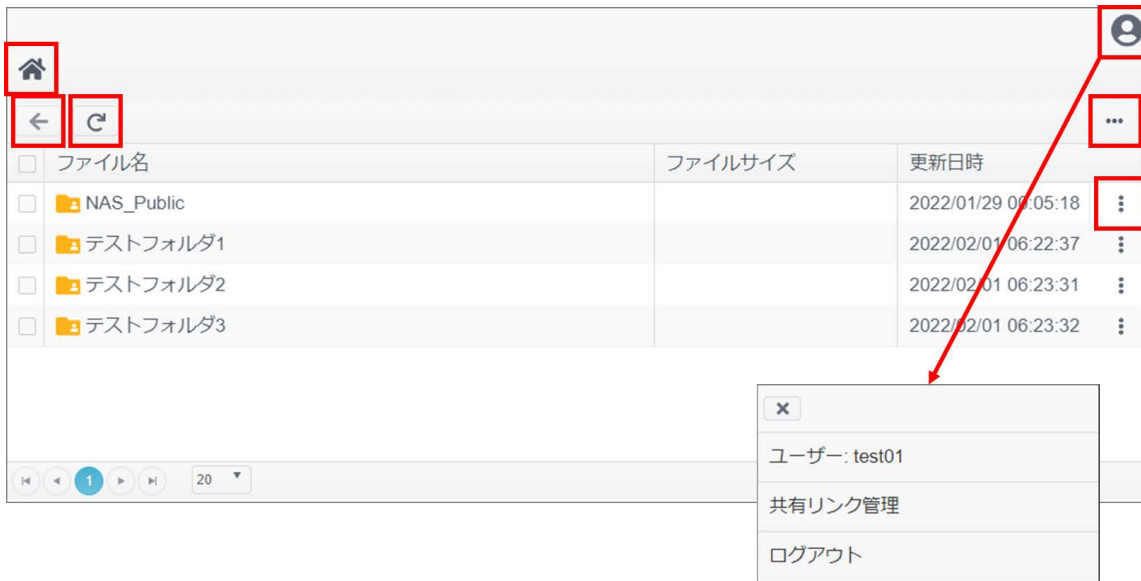 ファイル名 ファイルサイズ 更新日時
NAS_Public 2022/01/29 00:05:18
テストフォルダ1 2022/02/01 06:22:37
テストフォルダ2 2022/02/01 06:23:31
テストフォルダ3 2022/02/01 06:23:32
1 20
ユーザー: test01
共有リンク管理
ログアウト